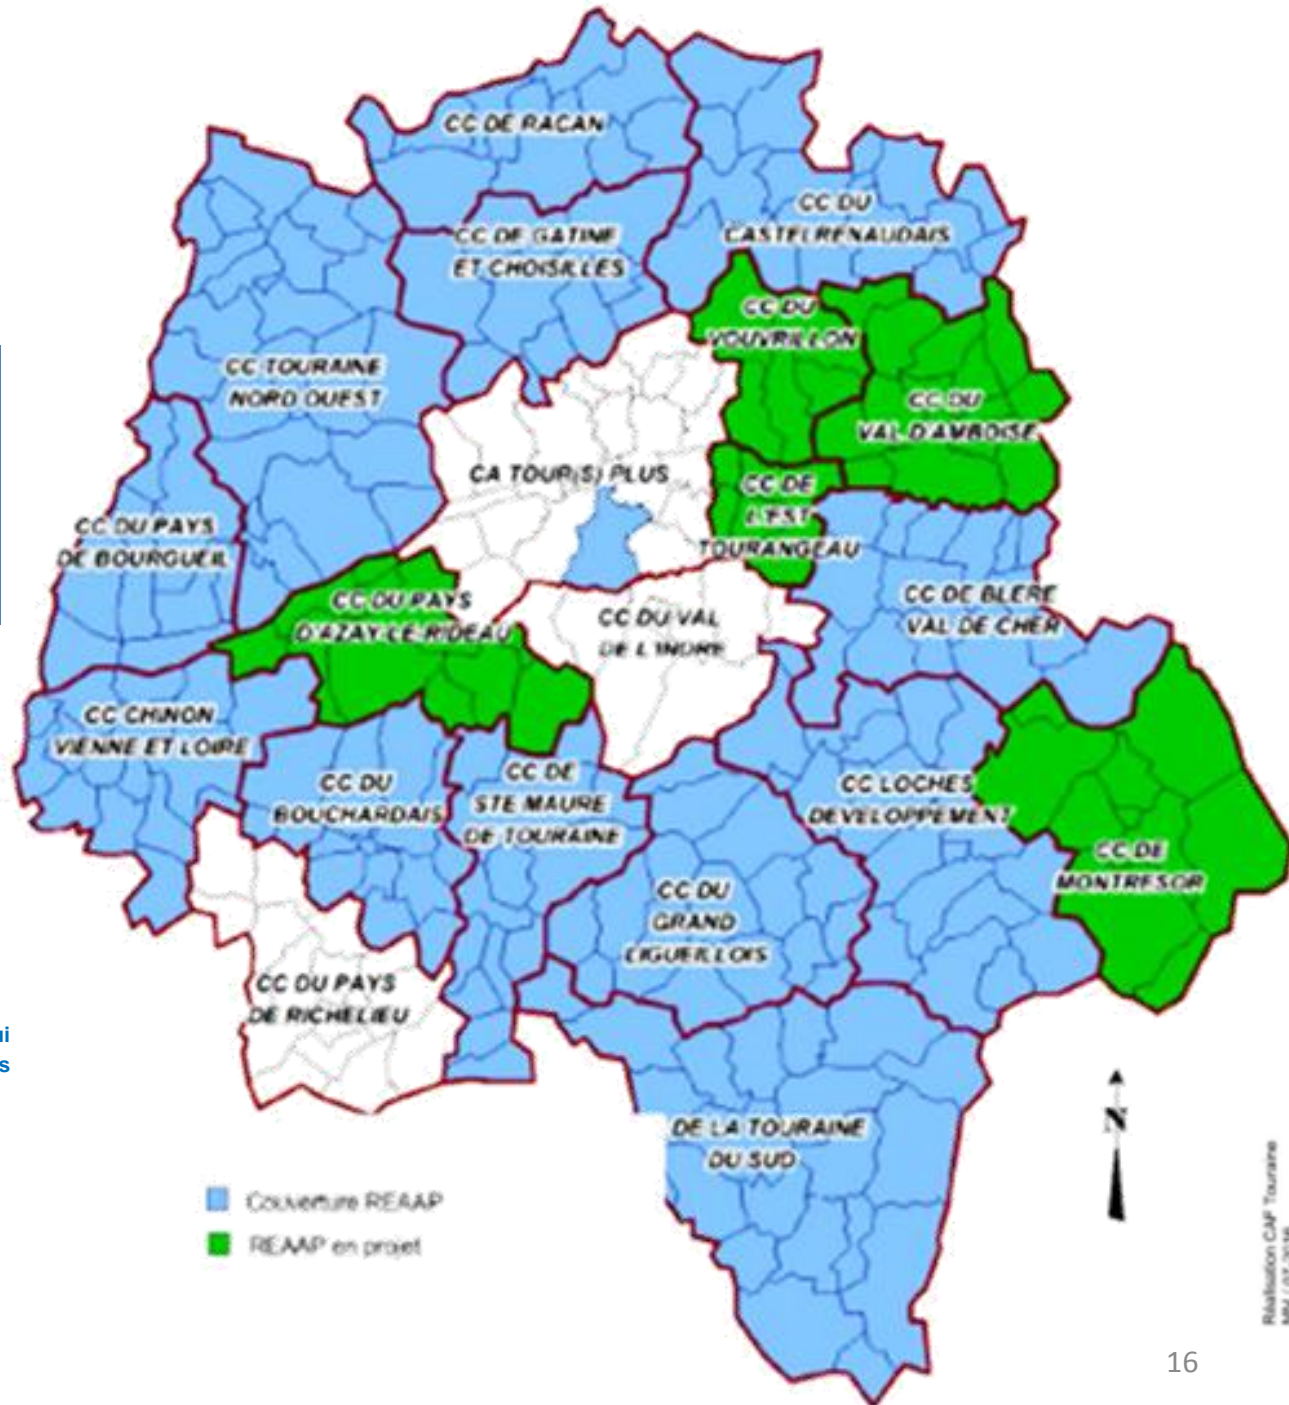 CC DE RACAN
CC DU
CASTELRENAUDAIS
CC DE GATINE
ET CHOISILLES
CC DU
VOUVRILLON
CC TOURAINE
NORD OUEST
CC DU
VAL D'AMBOISE
CA TOUR(S) PLUS
CC DE
L'EST
TOURANGEAU
CC DU PAYS
DE BOURGUEIL
CC DU PAYS
D'AZAY-LE-RIDEAU
CC DU VAL
DE L'INDRE
CC DE BLERE
VAL DE CHER
CC CHINON
VIENNE ET LOIRE
CC DU
BOUCHARDAIS
CC DE
STE MAURE
DE TOURAINE
CC LOCHES
DEVELOPPEMENT
CC DE
MONTRESOR
CC DU
GRAND
LIGUEILLOIS
CC DU PAYS
DE RICHELIEU
ui
s
DE LA TOURAINE
DU SUD
N
Couverture REAAP
REAAP en projet
Réalisation CAF Touraine
16